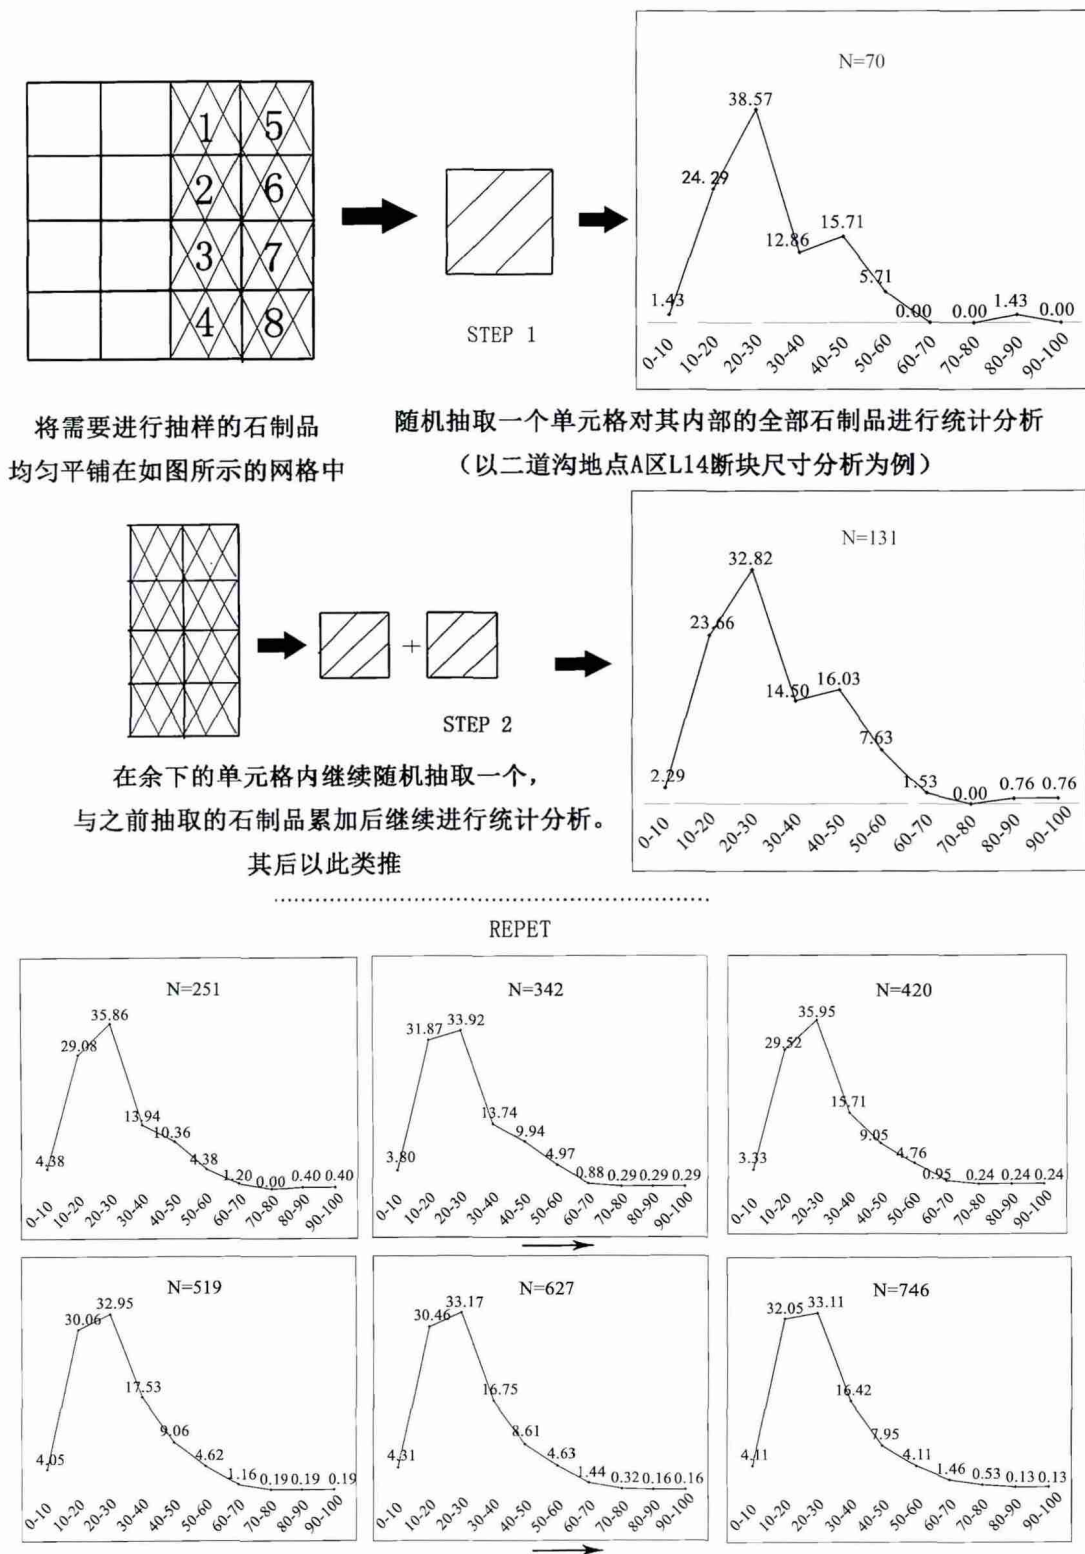 1 5
2 6
3 7
4 8
STEP 1
N=70
1.43 24.29 38.57 12.86 15.71 5.71 0.00 0.00 1.43 0.00
0-10 10-20 20-30 30-40 40-50 50-60 60-70 70-80 80-90 90-100
将需要进行抽样的石制品
均匀平铺在如图所示的网格中
随机抽取一个单元格对其内部的全部石制品进行统计分析
(以二道沟地点A区L14断块尺寸分析为例)
+
STEP 2
N=131
2.29 23.66 32.82 14.50 16.03 7.63 1.53 0.00 0.76 0.76
0-10 10-20 20-30 30-40 40-50 50-60 60-70 70-80 80-90 90-100
在余下的单元格内继续随机抽取一个,
与之前抽取的石制品累加后继续进行统计分析。
其后以此类推
REPET
N=251
4.38 29.08 35.86 13.94 10.36 4.38 1.20 0.00 0.40 0.40
0-10 10-20 20-30 30-40 40-50 50-60 60-70 70-80 80-90 90-100
N=342
3.80 31.87 33.92 13.74 9.94 4.97 0.88 0.29 0.29 0.29
0-10 10-20 20-30 30-40 40-50 50-60 60-70 70-80 80-90 90-100
N=420
3.33 29.52 35.95 15.71 9.05 4.76 0.95 0.24 0.24 0.24
0-10 10-20 20-30 30-40 40-50 50-60 60-70 70-80 80-90 90-100
N=519
4.05 30.06 32.95 17.53 9.06 4.62 1.16 0.19 0.19 0.19
0-10 10-20 20-30 30-40 40-50 50-60 60-70 70-80 80-90 90-100
N=627
4.31 30.46 33.17 16.75 8.61 4.63 1.44 0.32 0.16 0.16
0-10 10-20 20-30 30-40 40-50 50-60 60-70 70-80 80-90 90-100
N=746
4.11 32.05 33.11 16.42 7.95 4.11 1.46 0.53 0.13 0.13
0-10 10-20 20-30 30-40 40-50 50-60 60-70 70-80 80-90 90-100